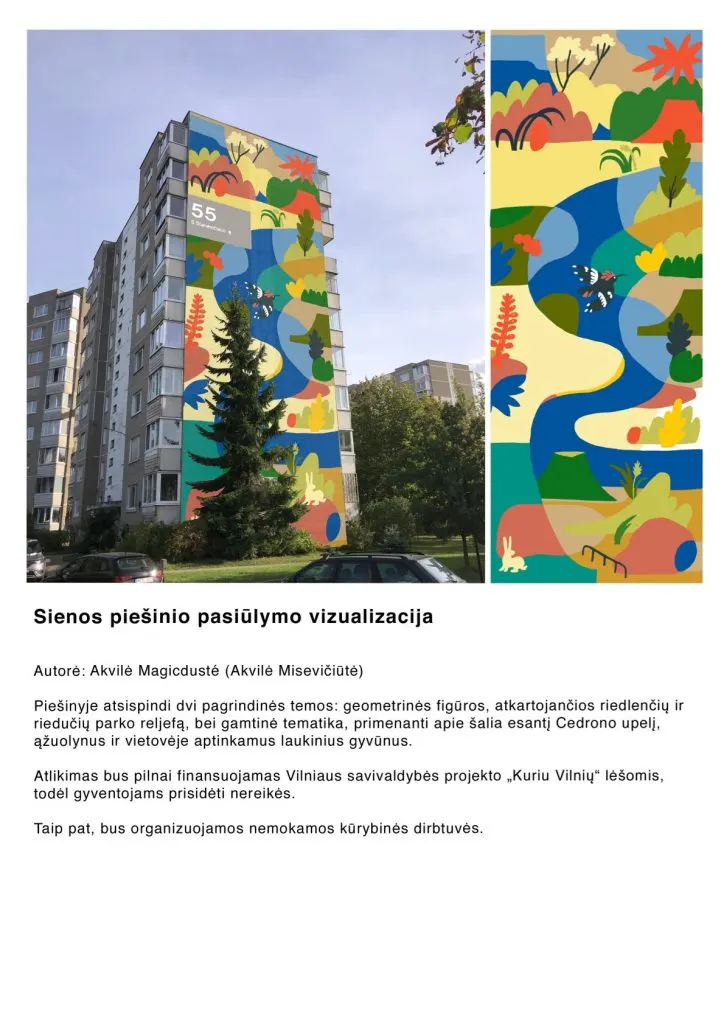 55
Sienos piešinio pasiūlymo vizualizacija
Autorė: Akvilė Magicdusté (Akvilė Misevičiūtė)
Piešinyje atsispindi dvi pagrindinės temos: geometrinės figūros, atkartojančios riedlenčių ir
riedučių parko reljefą, bei gamtinė tematika, primenanti apie šalia esantį Cedrono upelį,
ąžuolynus ir vietovėje aptinkamus laukinius gyvūnus.
Atlikimas bus pilnai finansuojamas Vilniaus savivaldybės projekto „Kuriu Vilnių“ lėšomis,
todėl gyventojams prisidėti nereikės.
Taip pat, bus organizuojamos nemokamos kūrybinės dirbtuvės.